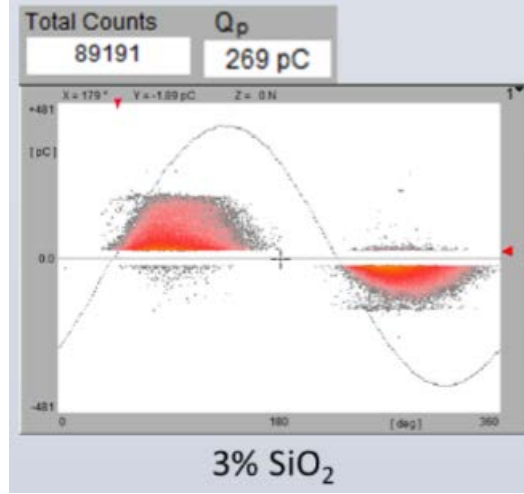 Total Counts
Qp
89191
269 pC
X = 179 ° Y = -1.89 pC Z = 0 N
1
+481
[pC]
0.0
-481
0
180
[deg]
360
3% SiO₂